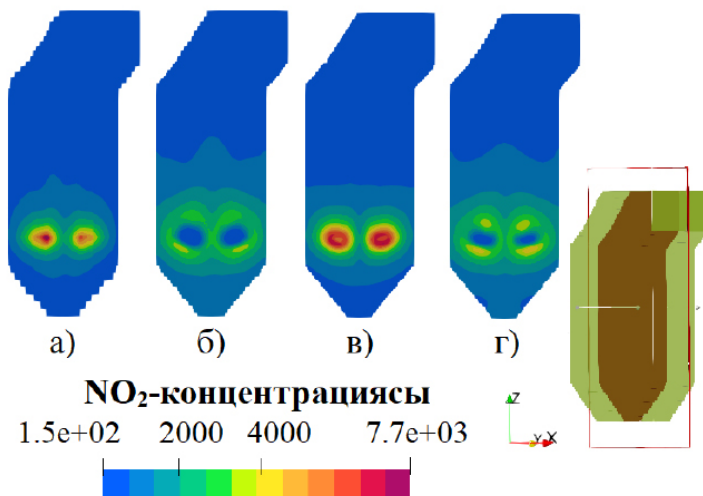 а) б) в) г)
NO₂-концентрациясы
1.5e+02 2000 4000 7.7e+03
Z
Y X